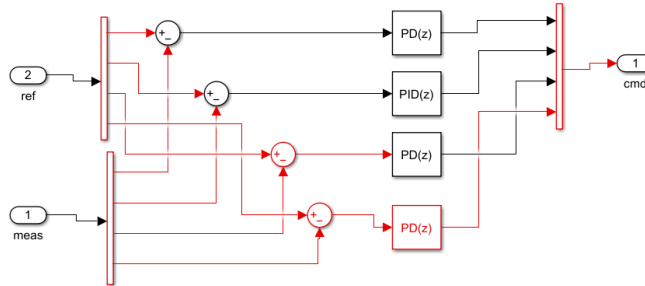 +
−
PD(z)
2
ref
+
−
PID(z)
1
cmd
+
−
PD(z)
1
meas
+
−
PD(z)